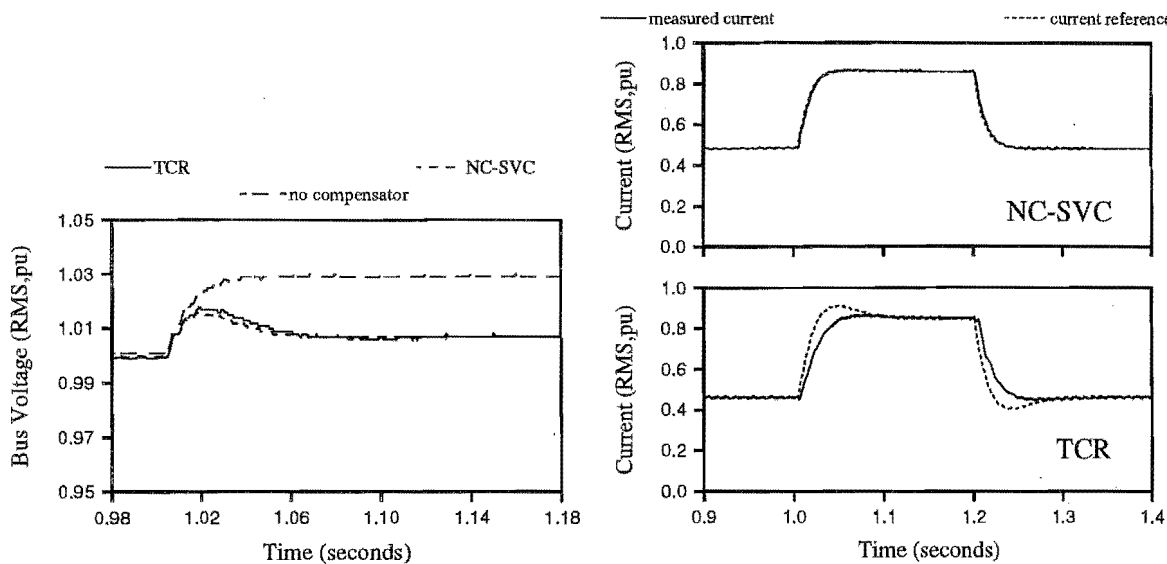 TCR
NC-SVC
no compensator
1.05
1.03
1.01
0.99
0.97
0.95
Bus Voltage (RMS,pu)
0.98
1.02
1.06
1.10
1.14
1.18
Time (seconds)
measured current
current reference
1.0
0.8
0.6
0.4
0.2
0.0
Current (RMS,pu)
NC-SVC
1.0
0.8
0.6
0.4
0.2
0.0
Current (RMS,pu)
TCR
0.9
1.0
1.1
1.2
1.3
1.4
Time (seconds)